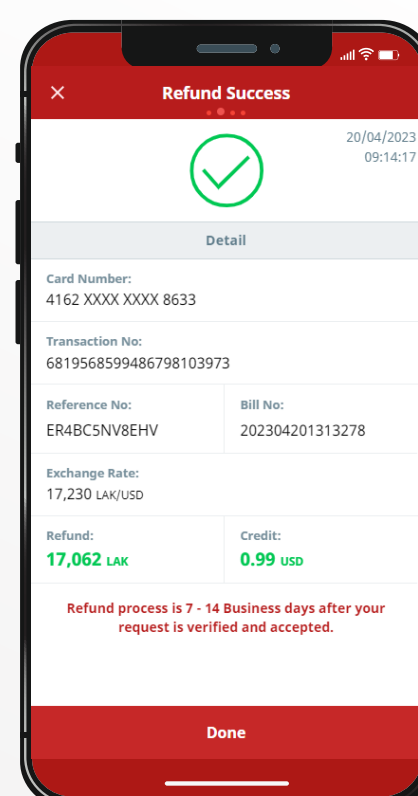 Refund Success
20/04/2023
09:14:17
Detail
Card Number:
4162 XXXX XXXX 8633
Transaction No:
6819568599486798103973
Reference No:
Bill No:
ER4BC5NV8EHV
202304201313278
Exchange Rate:
17,230 LAK/USD
Refund:
Credit:
17,062 LAK
0.99 USD
Refund process is 7 - 14 Business days after your
request is verified and accepted.
Done